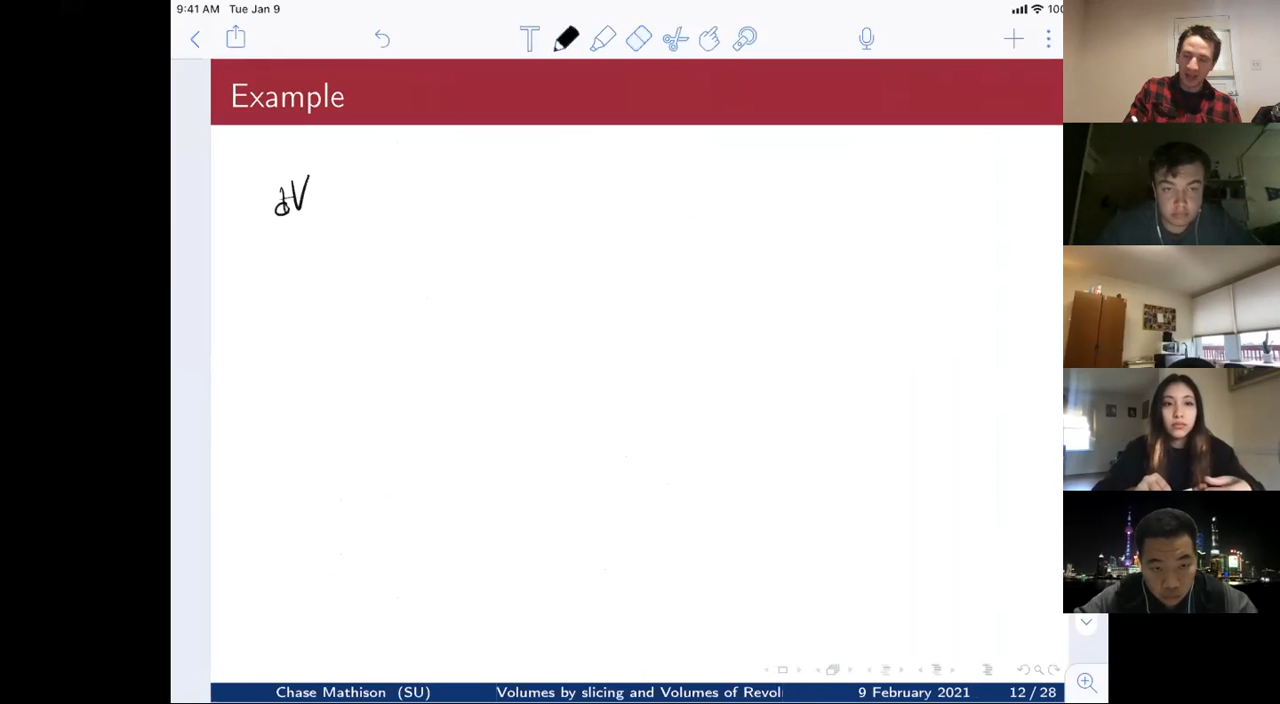 9:41 AM Tue Jan 9
Example
dV
Chase Mathison (SU) Volumes by slicing and Volumes of Revol 9 February 2021 12 / 28